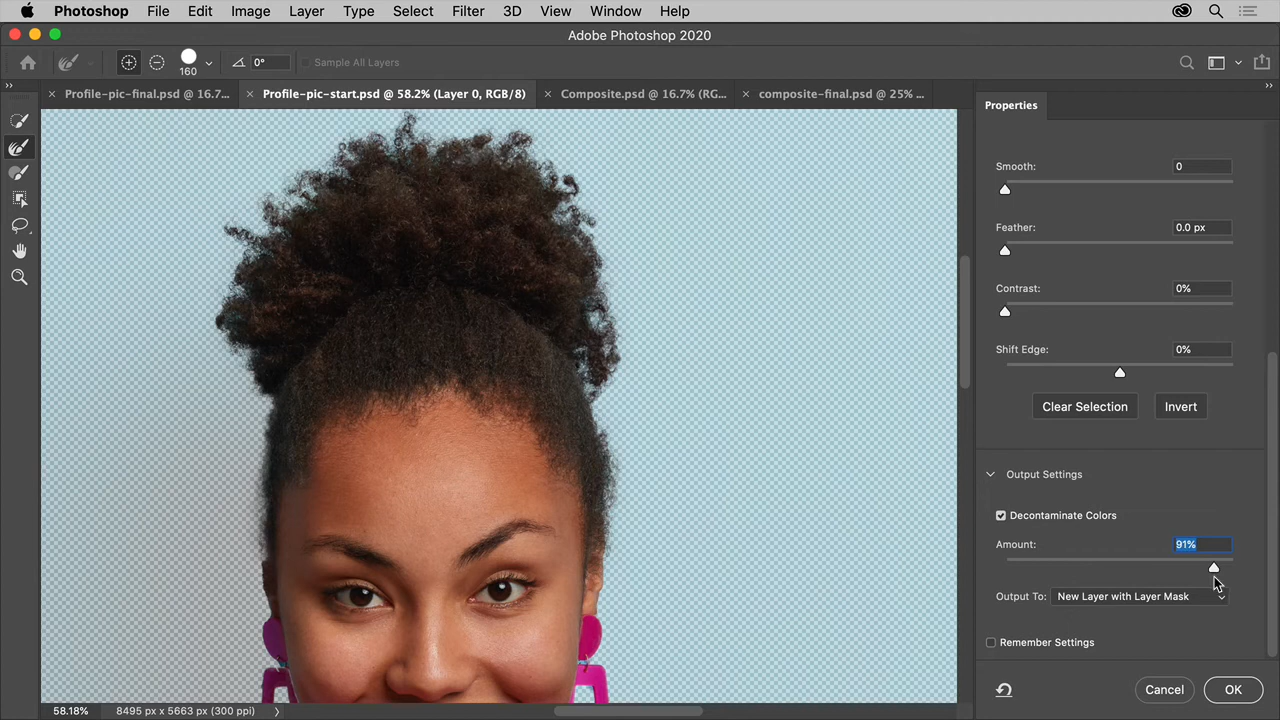 Photoshop File Edit Image Layer Type Select Filter 3D View Window Help
Adobe Photoshop 2020
160 0° Sample All Layers
Profile-pic-final.psd @ 16.7... Profile-pic-start.psd @ 58.2% (Layer 0, RGB/8) Composite.psd @ 16.7% (RG... composite-final.psd @ 25% ...
Properties
Smooth: 0
Feather: 0.0 px
Contrast: 0%
Shift Edge: 0%
Clear Selection Invert
Output Settings
Decontaminate Colors
Amount: 91%
Output To: New Layer with Layer Mask
Remember Settings
Cancel OK
58.18% 8495 px x 5663 px (300 ppi)